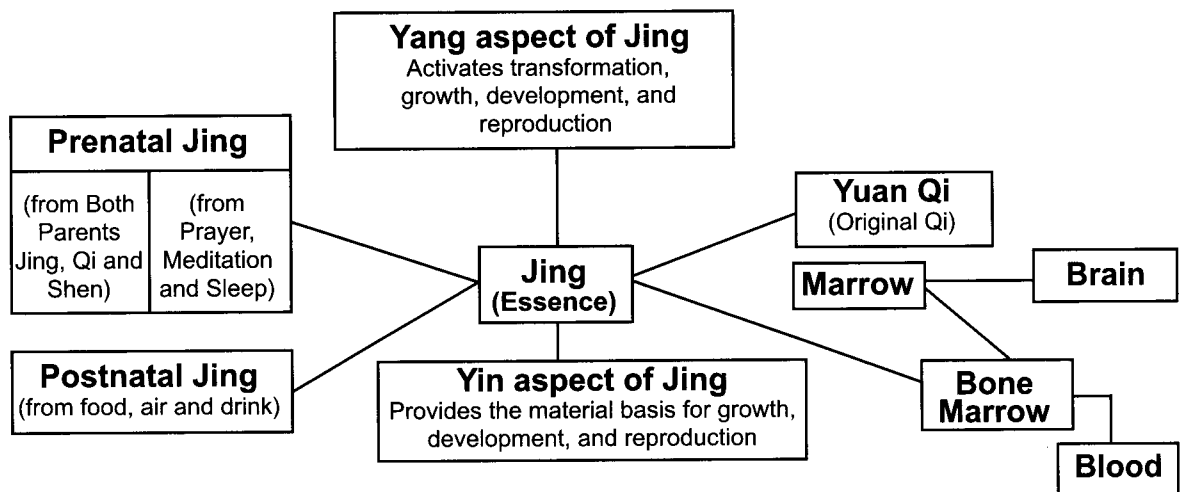 Yang aspect of Jing
Activates transformation,
growth, development, and
reproduction
Prenatal Jing
(from Both
Parents
Jing, Qi and
Shen)
(from
Prayer,
Meditation
and Sleep)
Postnatal Jing
(from food, air and drink)
Jing
(Essence)
Yin aspect of Jing
Provides the material basis for growth,
development, and reproduction
Yuan Qi
(Original Qi)
Marrow
Brain
Bone
Marrow
Blood